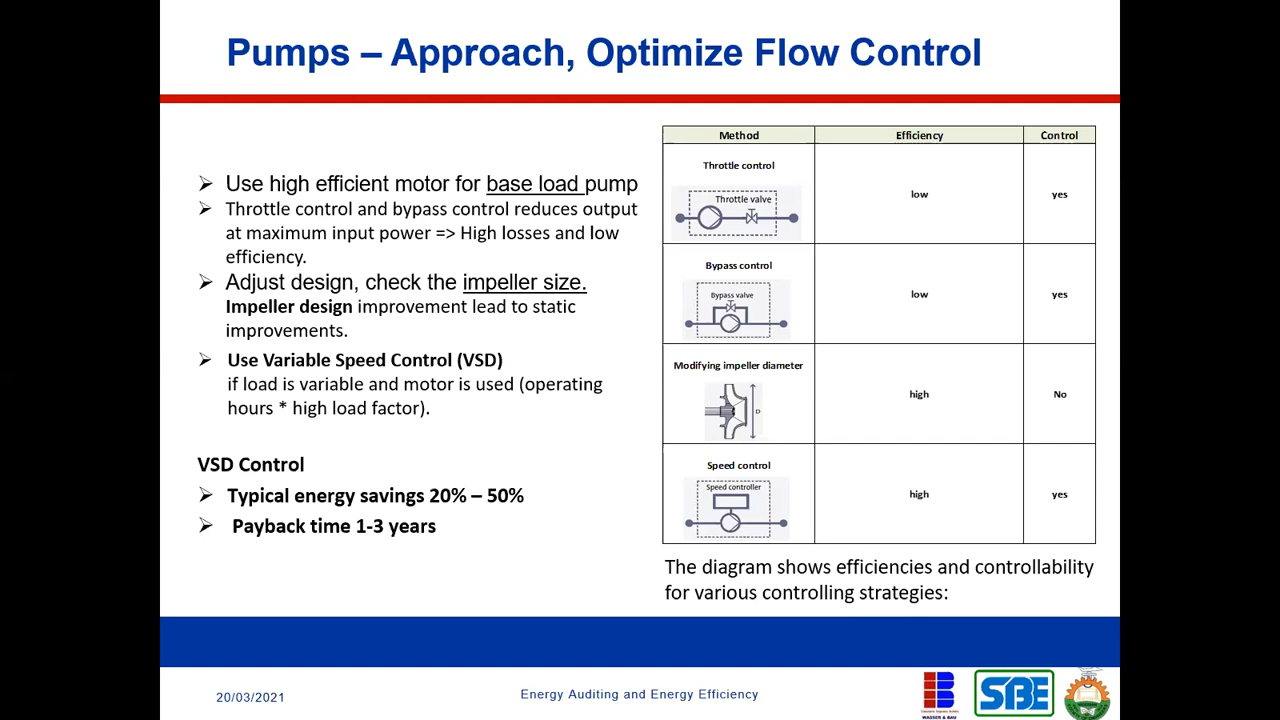 Pumps – Approach, Optimize Flow Control
➢ Use high efficient motor for base load pump
➢ Throttle control and bypass control reduces output
at maximum input power => High losses and low
efficiency.
➢ Adjust design, check the impeller size.
Impeller design improvement lead to static
improvements.
➢ Use Variable Speed Control (VSD)
if load is variable and motor is used (operating
hours * high load factor).
VSD Control
➢ Typical energy savings 20% – 50%
➢ Payback time 1-3 years
Method Efficiency Control
Throttle control
Throttle valve
low yes
Bypass control
Bypass valve
low yes
Modifying impeller diameter
D
high No
Speed control
Speed controller
high yes
The diagram shows efficiencies and controllability
for various controlling strategies:
20/03/2021
Energy Auditing and Energy Efficiency
WASSER & BAU
SBE